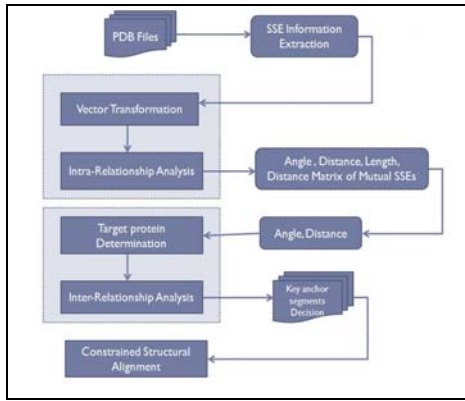 PDB Files
SSE Information
Extraction
Vector Transformation
Intra-Relationship Analysis
Angle , Distance, Length,
Distance Matrix of Mutual SSEs
Target protein
Determination
Angle, Distance
Inter-Relationship Analysis
Key anchor
segments
Decision
Constrained Structural
Alignment